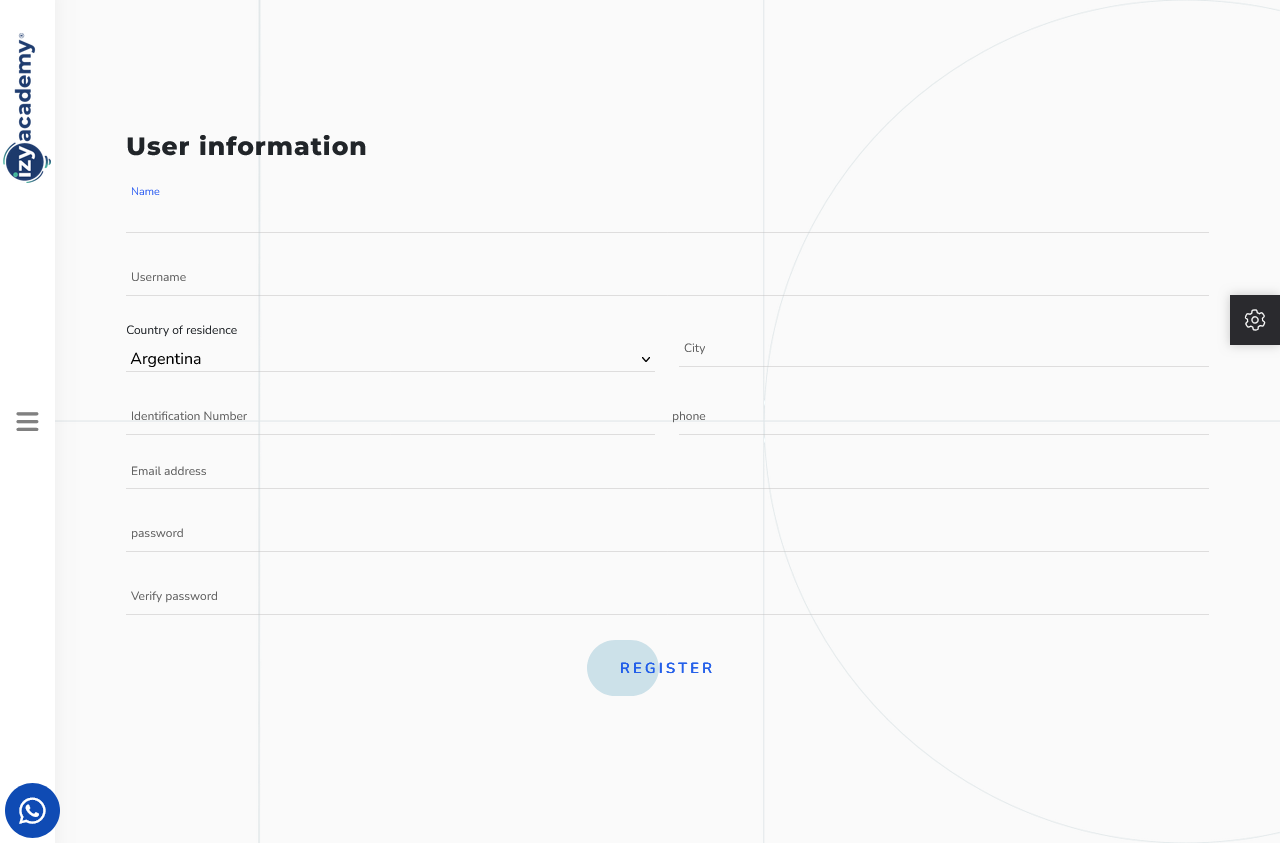 izyacademy®
User information
Name
Username
Country of residence
Argentina
City
Identification Number
phone
Email address
password
Verify password
REGISTER